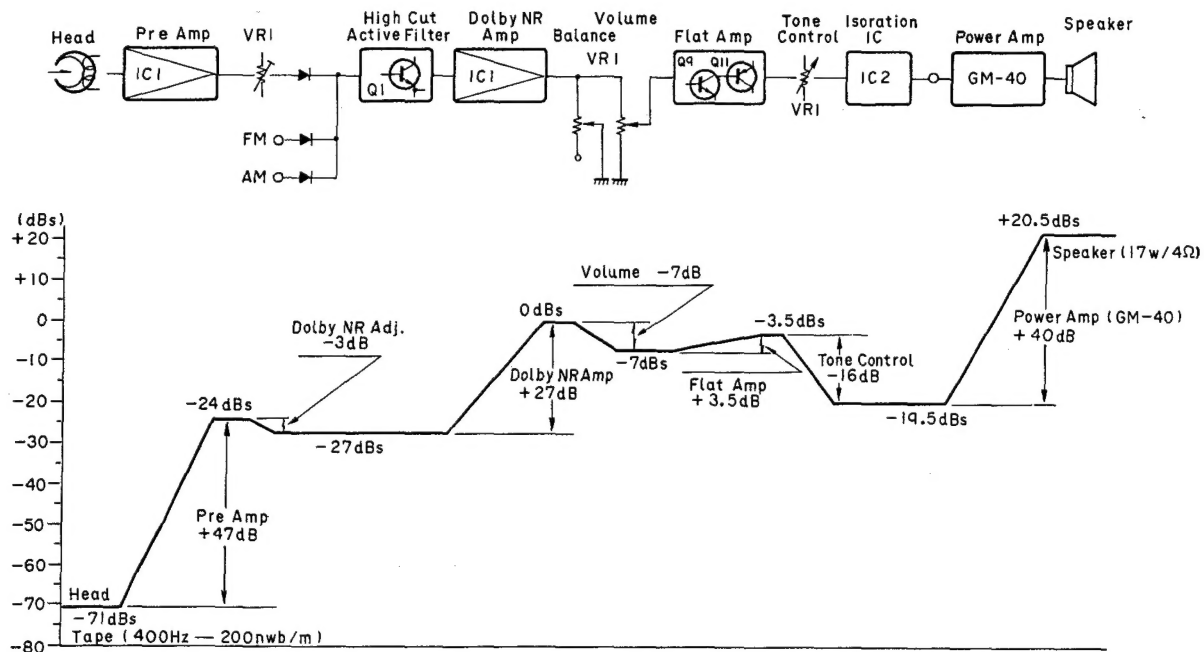 Head
Pre Amp
VR1
High Cut
Active Filter
Dolby NR
Amp
Balance
Volume
VR1
Flat Amp
Tone
Control
Isoration
IC
Power Amp
Speaker
IC1
Q1
IC1
Q9
Q11
VR1
IC2
GM-40
FM
AM
(dBs)
+20
+10
0
-10
-20
-30
-40
-50
-60
-70
-80
Head
-71dBs
Tape (400Hz — 200nwb/m)
Pre Amp
+47dB
-24dBs
Dolby NR Adj.
-3dB
-27dBs
0dBs
Dolby NR Amp
+27dB
Volume -7dB
-7dBs
Flat Amp
+3.5dB
-3.5dBs
Tone Control
-16dB
-19.5dBs
+20.5dBs
Speaker (17w/4Ω)
Power Amp (GM-40)
+40dB